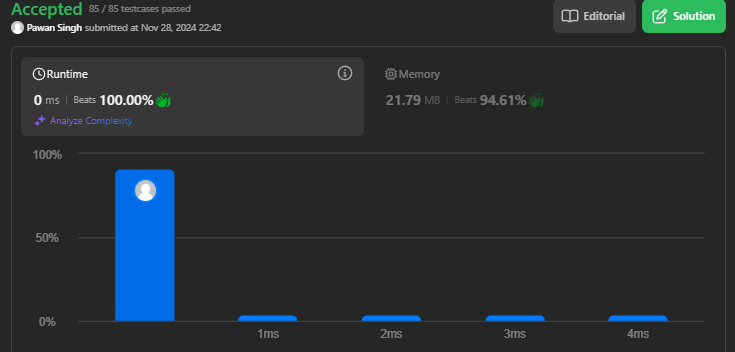 Accepted 85 / 85 testcases passed
Editorial
Solution
Pawan Singh submitted at Nov 28, 2024 22:42
Runtime
0 ms | Beats 100.00%
Analyze Complexity
Memory
21.79 MB | Beats 94.61%
100%
50%
0%
1ms 2ms 3ms 4ms